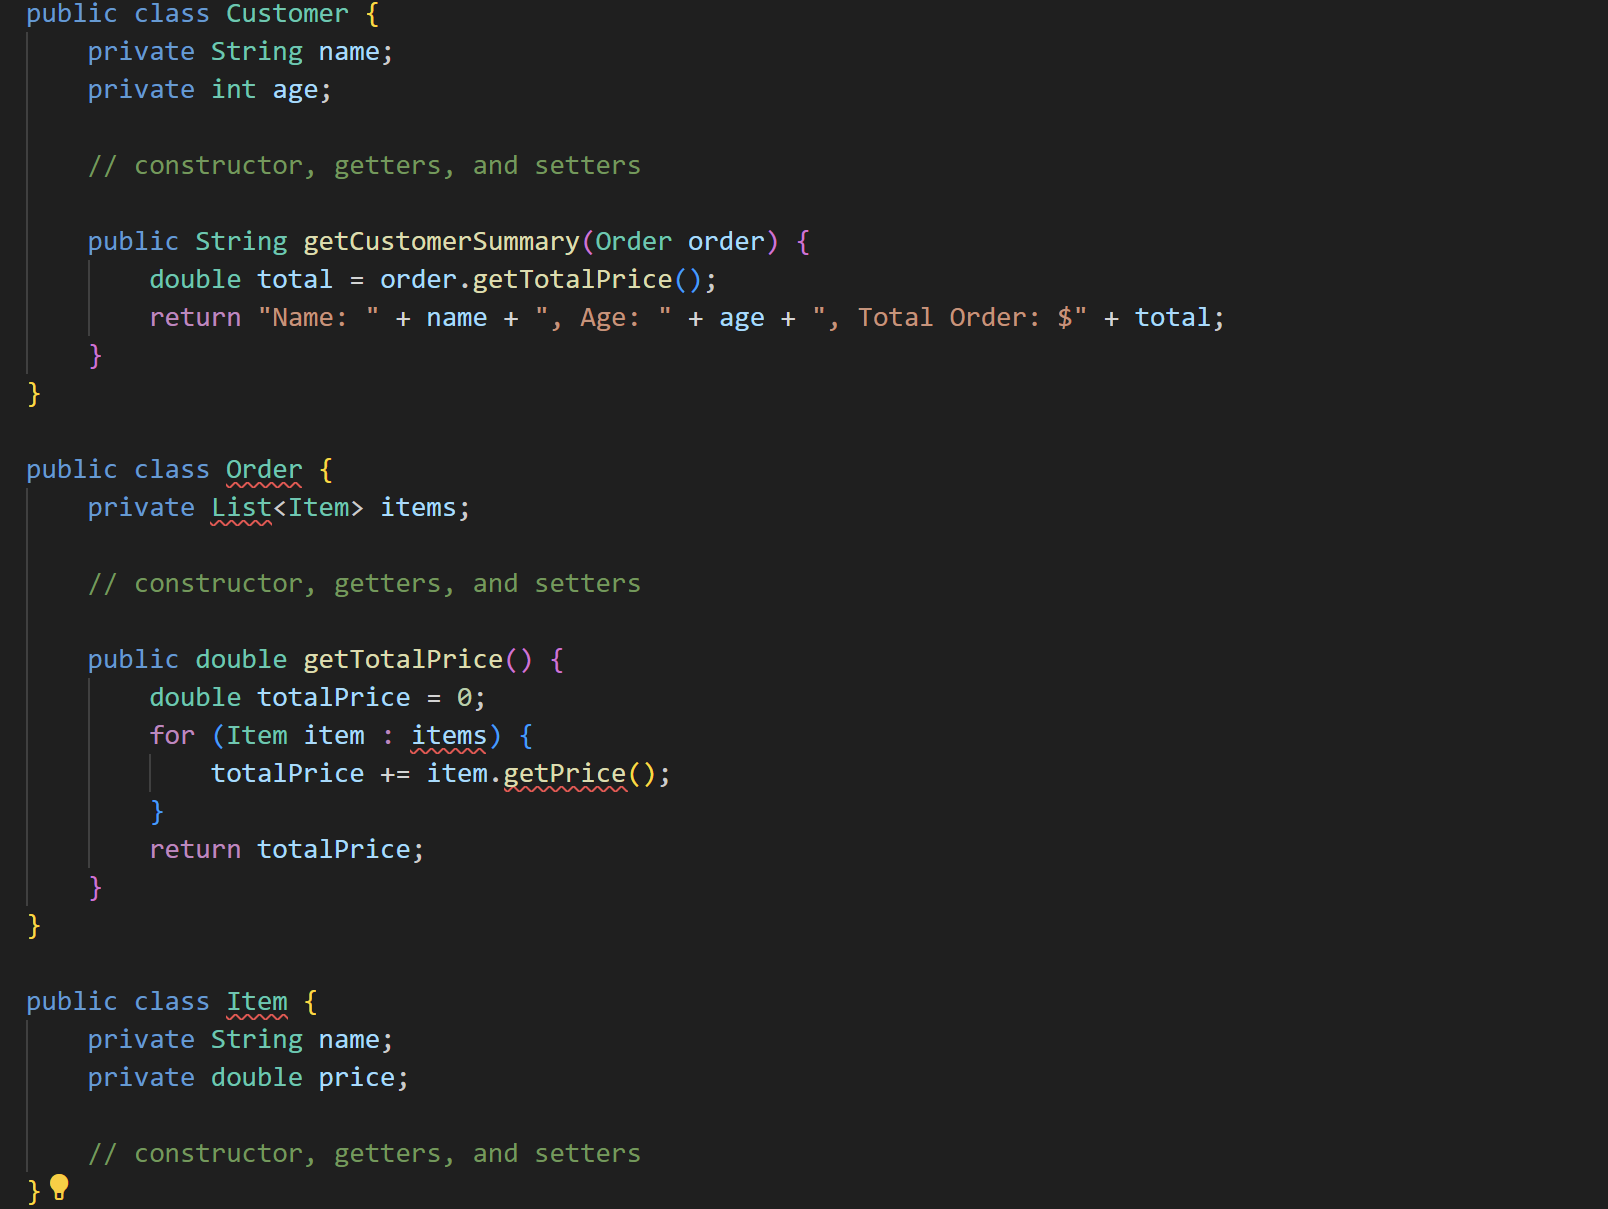 public class Customer {
    private String name;
    private int age;

    // constructor, getters, and setters

    public String getCustomerSummary(Order order) {
        double total = order.getTotalPrice();
        return "Name: " + name + ", Age: " + age + ", Total Order: $" + total;
    }
}

public class Order {
    private List<Item> items;

    // constructor, getters, and setters

    public double getTotalPrice() {
        double totalPrice = 0;
        for (Item item : items) {
            totalPrice += item.getPrice();
        }
        return totalPrice;
    }
}

public class Item {
    private String name;
    private double price;

    // constructor, getters, and setters
}